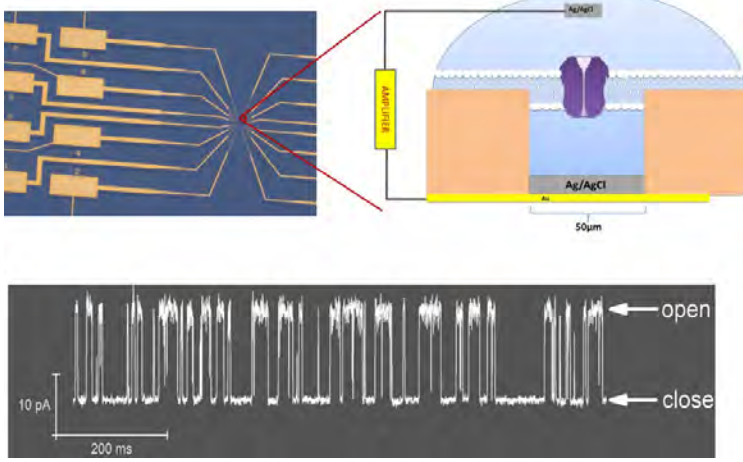 Ag/AgCl
AMPLIFIER
Ag/AgCl
Au
50µm
open
close
10 pA
200 ms